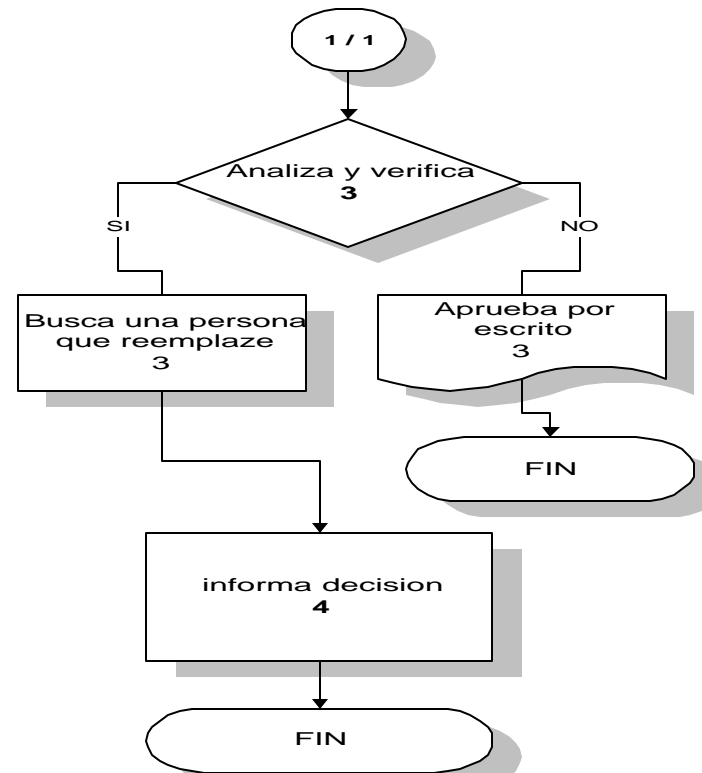 1 / 1
Analiza y verifica
3
SI
NO
Busca una persona
que reemplaze
3
Aprueba por
escrito
3
FIN
informa decision
4
FIN